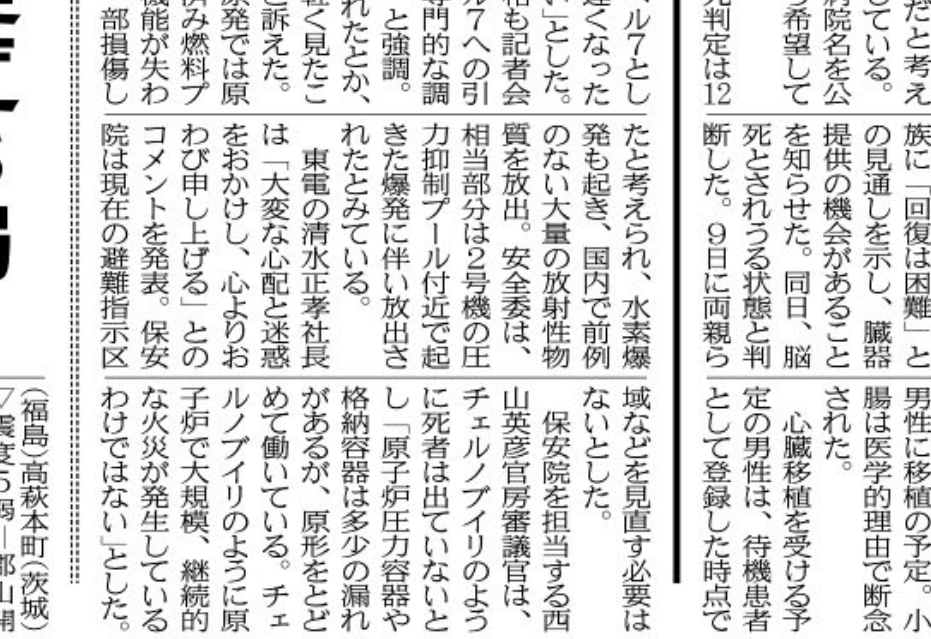 だと考え
している。
病院名を公
ら希望して
死判定は12
族に「回復は困難」と
の見通しを示し、臓器
提供の機会があること
を知らせた。同日、脳
死とされうる状態と判
断した。9日に両親ら
男性に移植の予定。小
腸は医学的理由で断念
された。
心臓移植を受ける予
定の男性は、待機患者
として登録した時点で
ル7とし
遅くなった
い」とした。
相も記者会
ル7への引
専門的な調
と強調。
れたとか、
軽く見たこ
と訴えた。
原発では原
済み燃料プ
機能が失わ
部損傷し
たと考えられ、水素爆
発も起き、国内で前例
のない大量の放射性物
質を放出。安全委は、
相当部分は2号機の圧
力抑制プール付近で起
きた爆発に伴い放出さ
れたとみている。
東電の清水正孝社長
は「大変な心配と迷惑
をおかけし、心よりお
わび申し上げる」との
コメントを発表。保安
院は現在の避難指示区
域などを見直す必要は
ないとした。
保安院を担当する西
山英彦官房審議官は、
チェルノブイリのよう
に死者は出ていないと
し「原子炉圧力容器や
格納容器は多少の漏れ
があるが、原形をとど
めて働いている。チェ
ルノブイリのように原
子炉で大規模、継続的
な火災が発生している
わけではない」とした。
（福島）高萩本町（茨城）
▽震度5弱＝郡山開